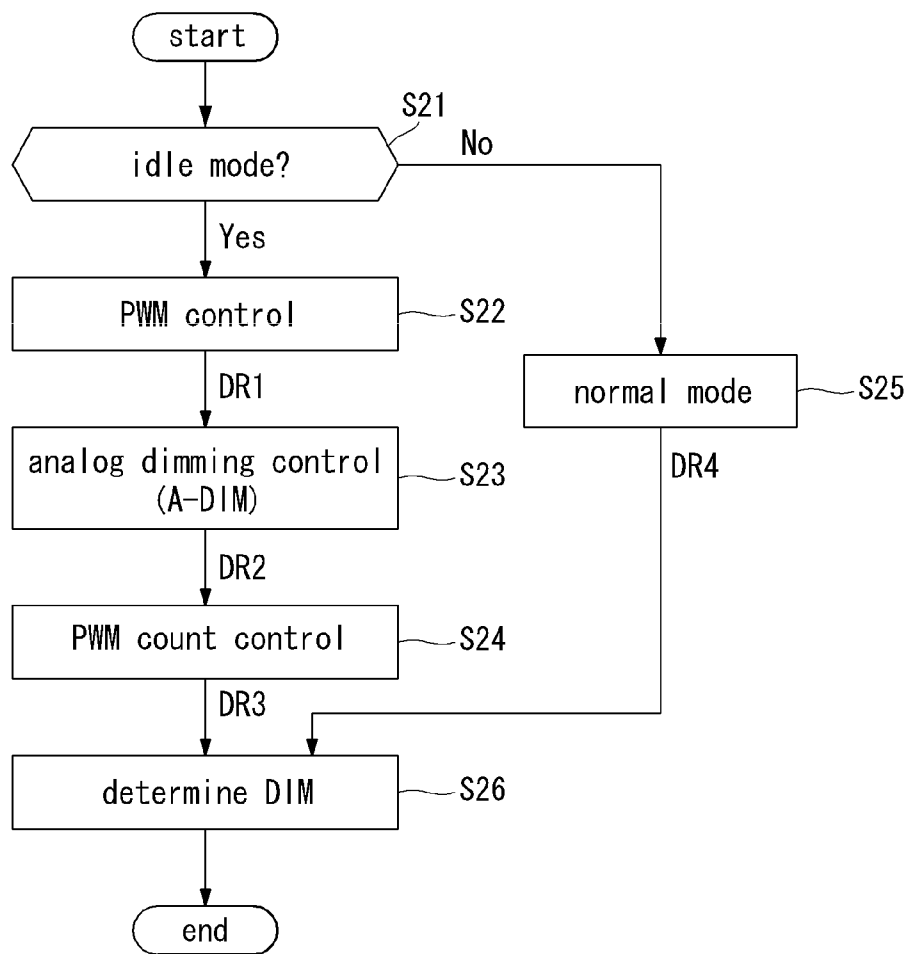 start
S21
idle mode?
No
Yes
PWM control
S22
DR1
normal mode
S25
analog dimming control
(A-DIM)
S23
DR4
DR2
PWM count control
S24
DR3
determine DIM
S26
end